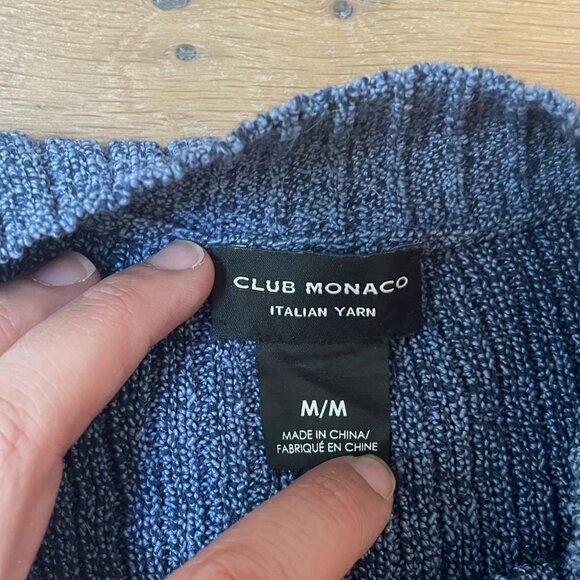 CLUB MONACO
ITALIAN YARN
M/M
MADE IN CHINA/
FABRIQUÉ EN CHINE